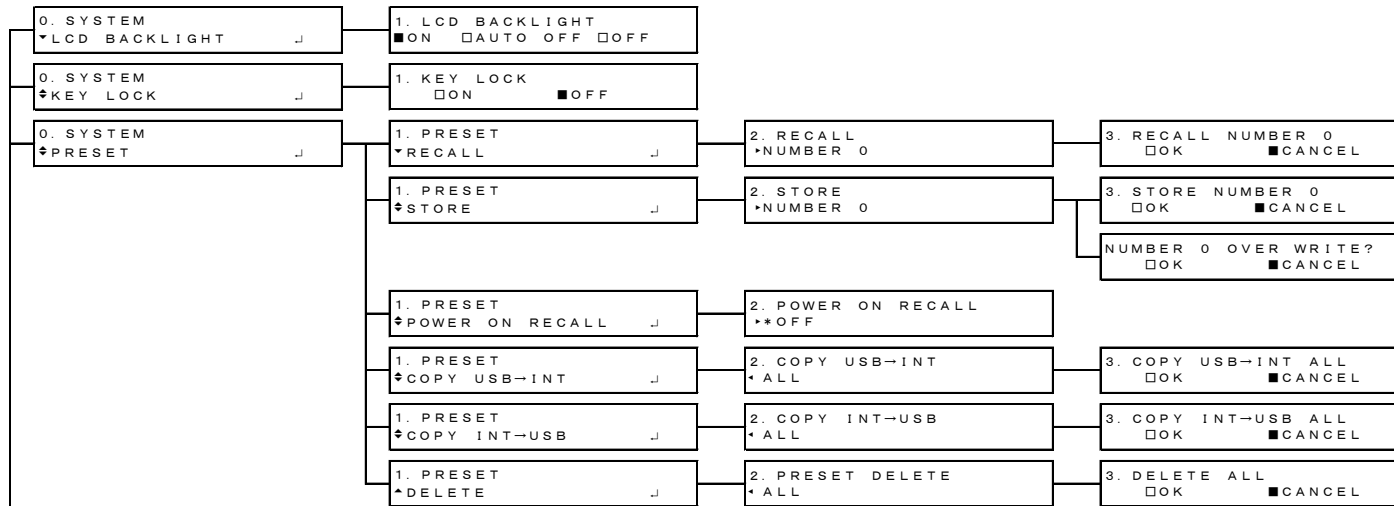 0. SYSTEM
▾LCD BACKLIGHT ↵
1. LCD BACKLIGHT
■ON □AUTO OFF □OFF
0. SYSTEM
♦KEY LOCK ↵
1. KEY LOCK
□ON ■OFF
0. SYSTEM
♦PRESET ↵
1. PRESET
▾RECALL ↵
2. RECALL
▸NUMBER 0
3. RECALL NUMBER 0
□OK ■CANCEL
1. PRESET
♦STORE ↵
2. STORE
▸NUMBER 0
3. STORE NUMBER 0
□OK ■CANCEL
NUMBER 0 OVER WRITE?
□OK ■CANCEL
1. PRESET
♦POWER ON RECALL ↵
2. POWER ON RECALL
▸*OFF
1. PRESET
♦COPY USB→INT ↵
2. COPY USB→INT
◂ALL
3. COPY USB→INT ALL
□OK ■CANCEL
1. PRESET
♦COPY INT→USB ↵
2. COPY INT→USB
◂ALL
3. COPY INT→USB ALL
□OK ■CANCEL
1. PRESET
▴DELETE ↵
2. PRESET DELETE
◂ALL
3. DELETE ALL
□OK ■CANCEL